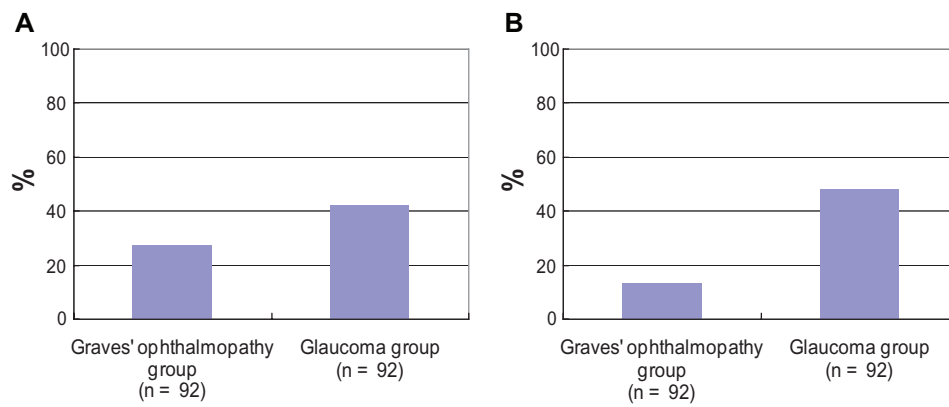 A
100
80
60
40
20
0
%
Graves' ophthalmopathy
group
(n = 92)
Glaucoma group
(n = 92)
B
100
80
60
40
20
0
%
Graves' ophthalmopathy
group
(n = 92)
Glaucoma group
(n = 92)